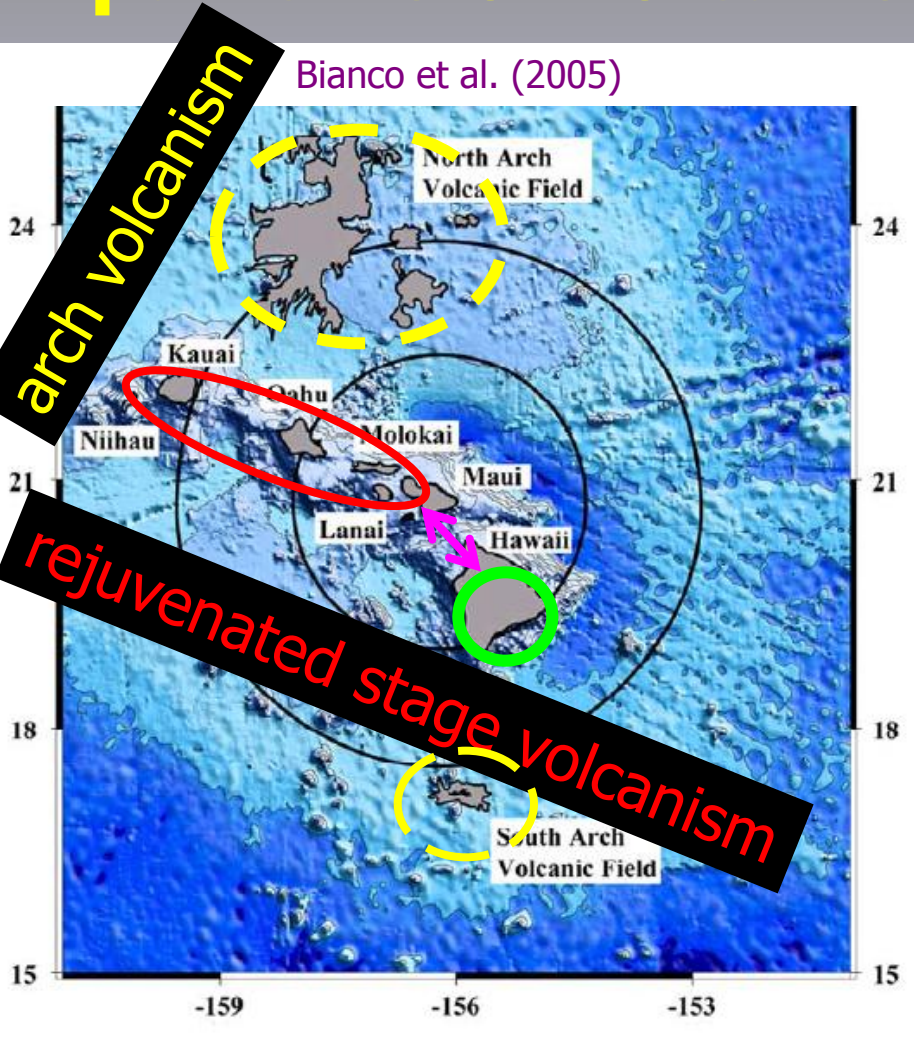 Bianco et al. (2005)
arch volcanism
North Arch
Volcanic Field
24
24
Kauai
Oahu
Niihau
Molokai
21
21
Maui
Lanai
Hawaii
rejuvenated stage volcanism
18
18
South Arch
Volcanic Field
15
15
-159
-156
-153